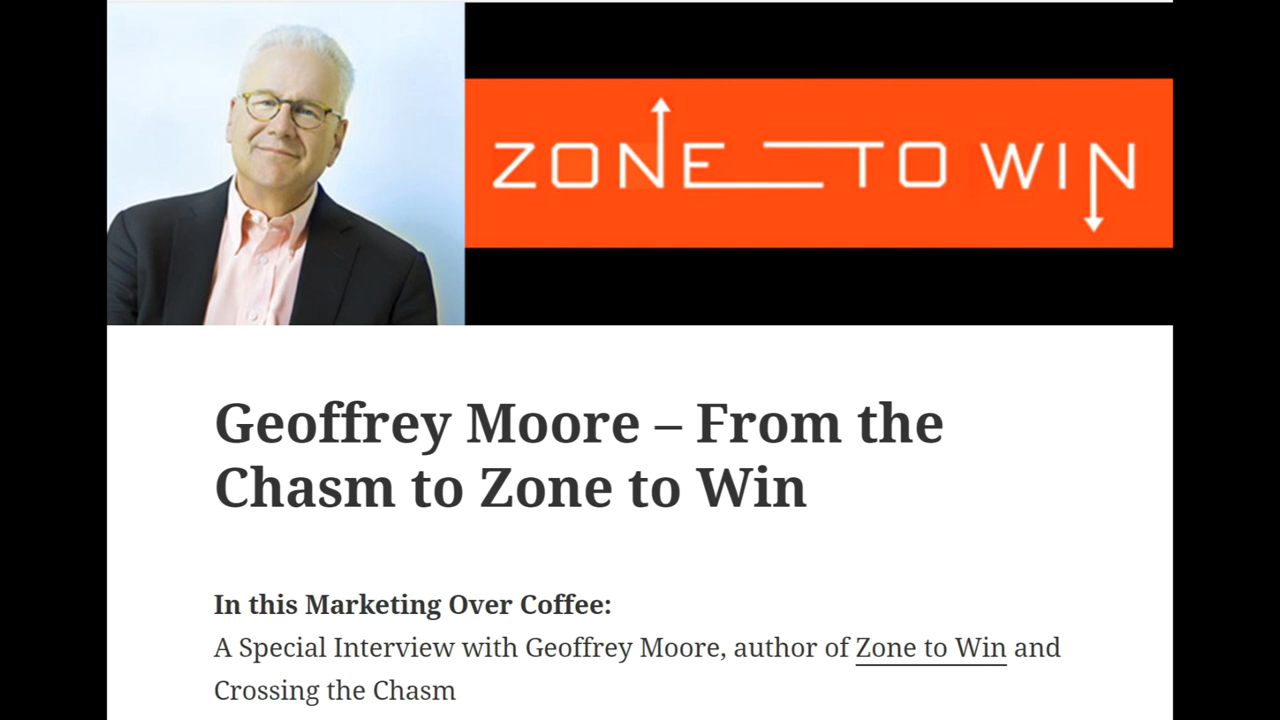 ZONE TO WIN
Geoffrey Moore – From the
Chasm to Zone to Win
In this Marketing Over Coffee:
A Special Interview with Geoffrey Moore, author of Zone to Win and
Crossing the Chasm